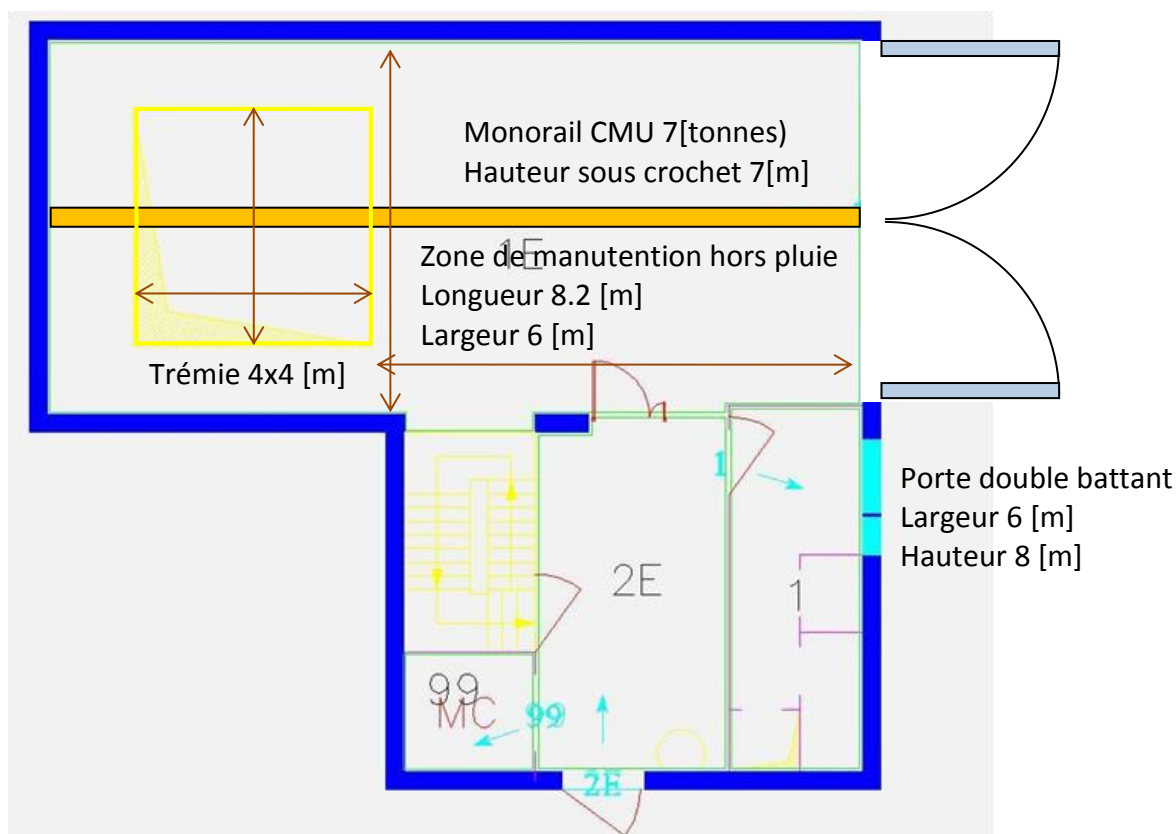 Monorail CMU 7[tonnes)
Hauteur sous crochet 7[m]
1E
Zone de manutention hors pluie
Longueur 8.2 [m]
Largeur 6 [m]
Trémie 4x4 [m]
1
Porte double battant
Largeur 6 [m]
Hauteur 8 [m]
2E
1
99
MC
99
2E